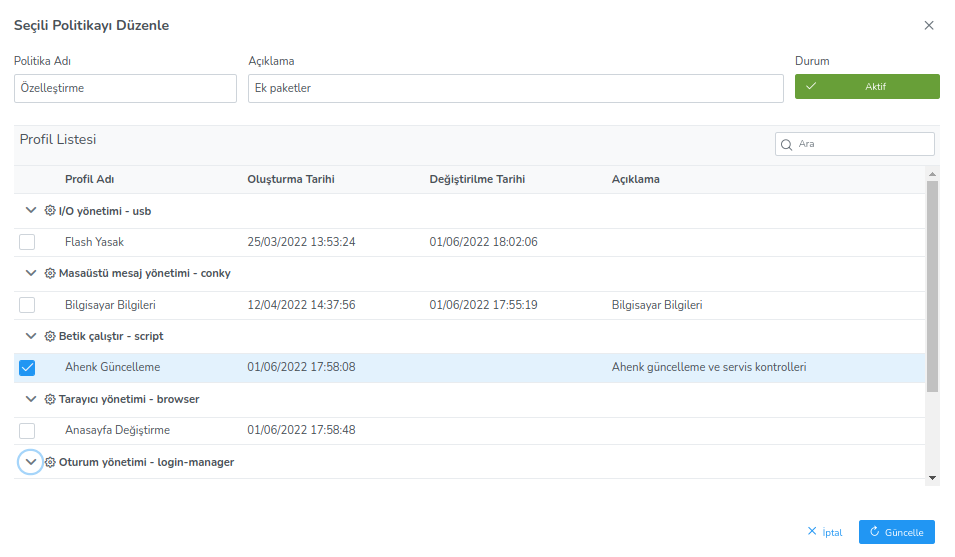 Seçili Politikayı Düzenle
Politika Adı Açıklama Durum
Özelleştirme Ek paketler Aktif
Profil Listesi Ara
Profil Adı Oluşturma Tarihi Değiştirilme Tarihi Açıklama
I/O yönetimi - usb
Flash Yasak 25/03/2022 13:53:24 01/06/2022 18:02:06
Masaüstü mesaj yönetimi - conky
Bilgisayar Bilgileri 12/04/2022 14:37:56 01/06/2022 17:55:19 Bilgisayar Bilgileri
Betik çalıştır - script
Ahenk Güncelleme 01/06/2022 17:58:08 Ahenk güncelleme ve servis kontrolleri
Tarayıcı yönetimi - browser
Anasayfa Değiştirme 01/06/2022 17:58:48
Oturum yönetimi - login-manager
İptal Güncelle